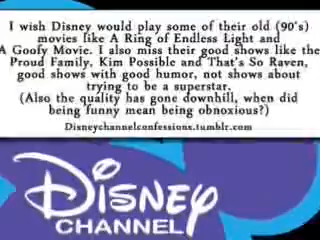 I wish Disney would play some of their old (90's)
movies like A Ring of Endless Light and
A Goofy Movie. I also miss their good shows like the
Proud Family, Kim Possible and That's So Raven,
good shows with good humor, not shows about
trying to be a superstar.
(Also the quality has gone downhill, when did
being funny mean being obnoxious?)
Disneychannelconfessions.tumblr.com
DISNEY
CHANNEL